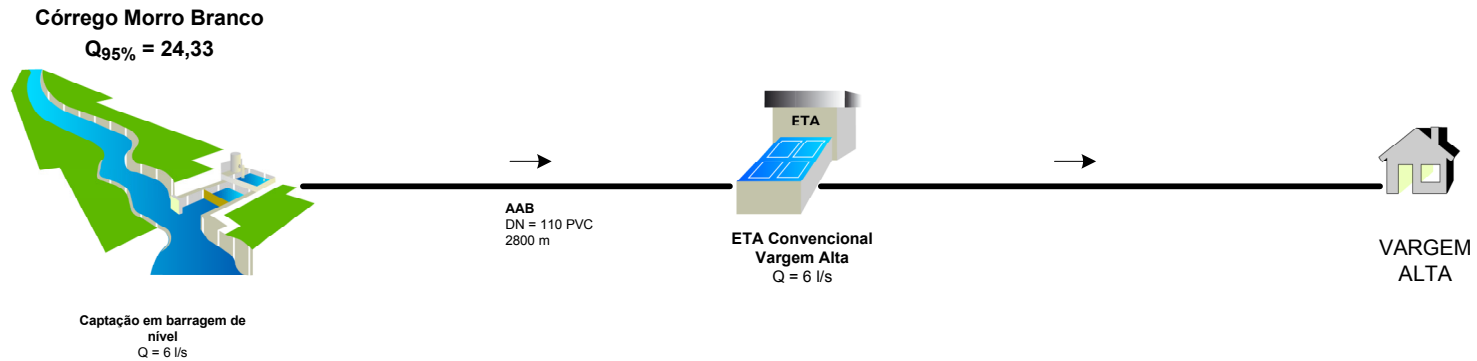 Córrego Morro Branco
Q95% = 24,33
ETA
AAB
DN = 110 PVC
2800 m
ETA Convencional
Vargem Alta
Q = 6 l/s
VARGEM
ALTA
Captação em barragem de
nível
Q = 6 l/s